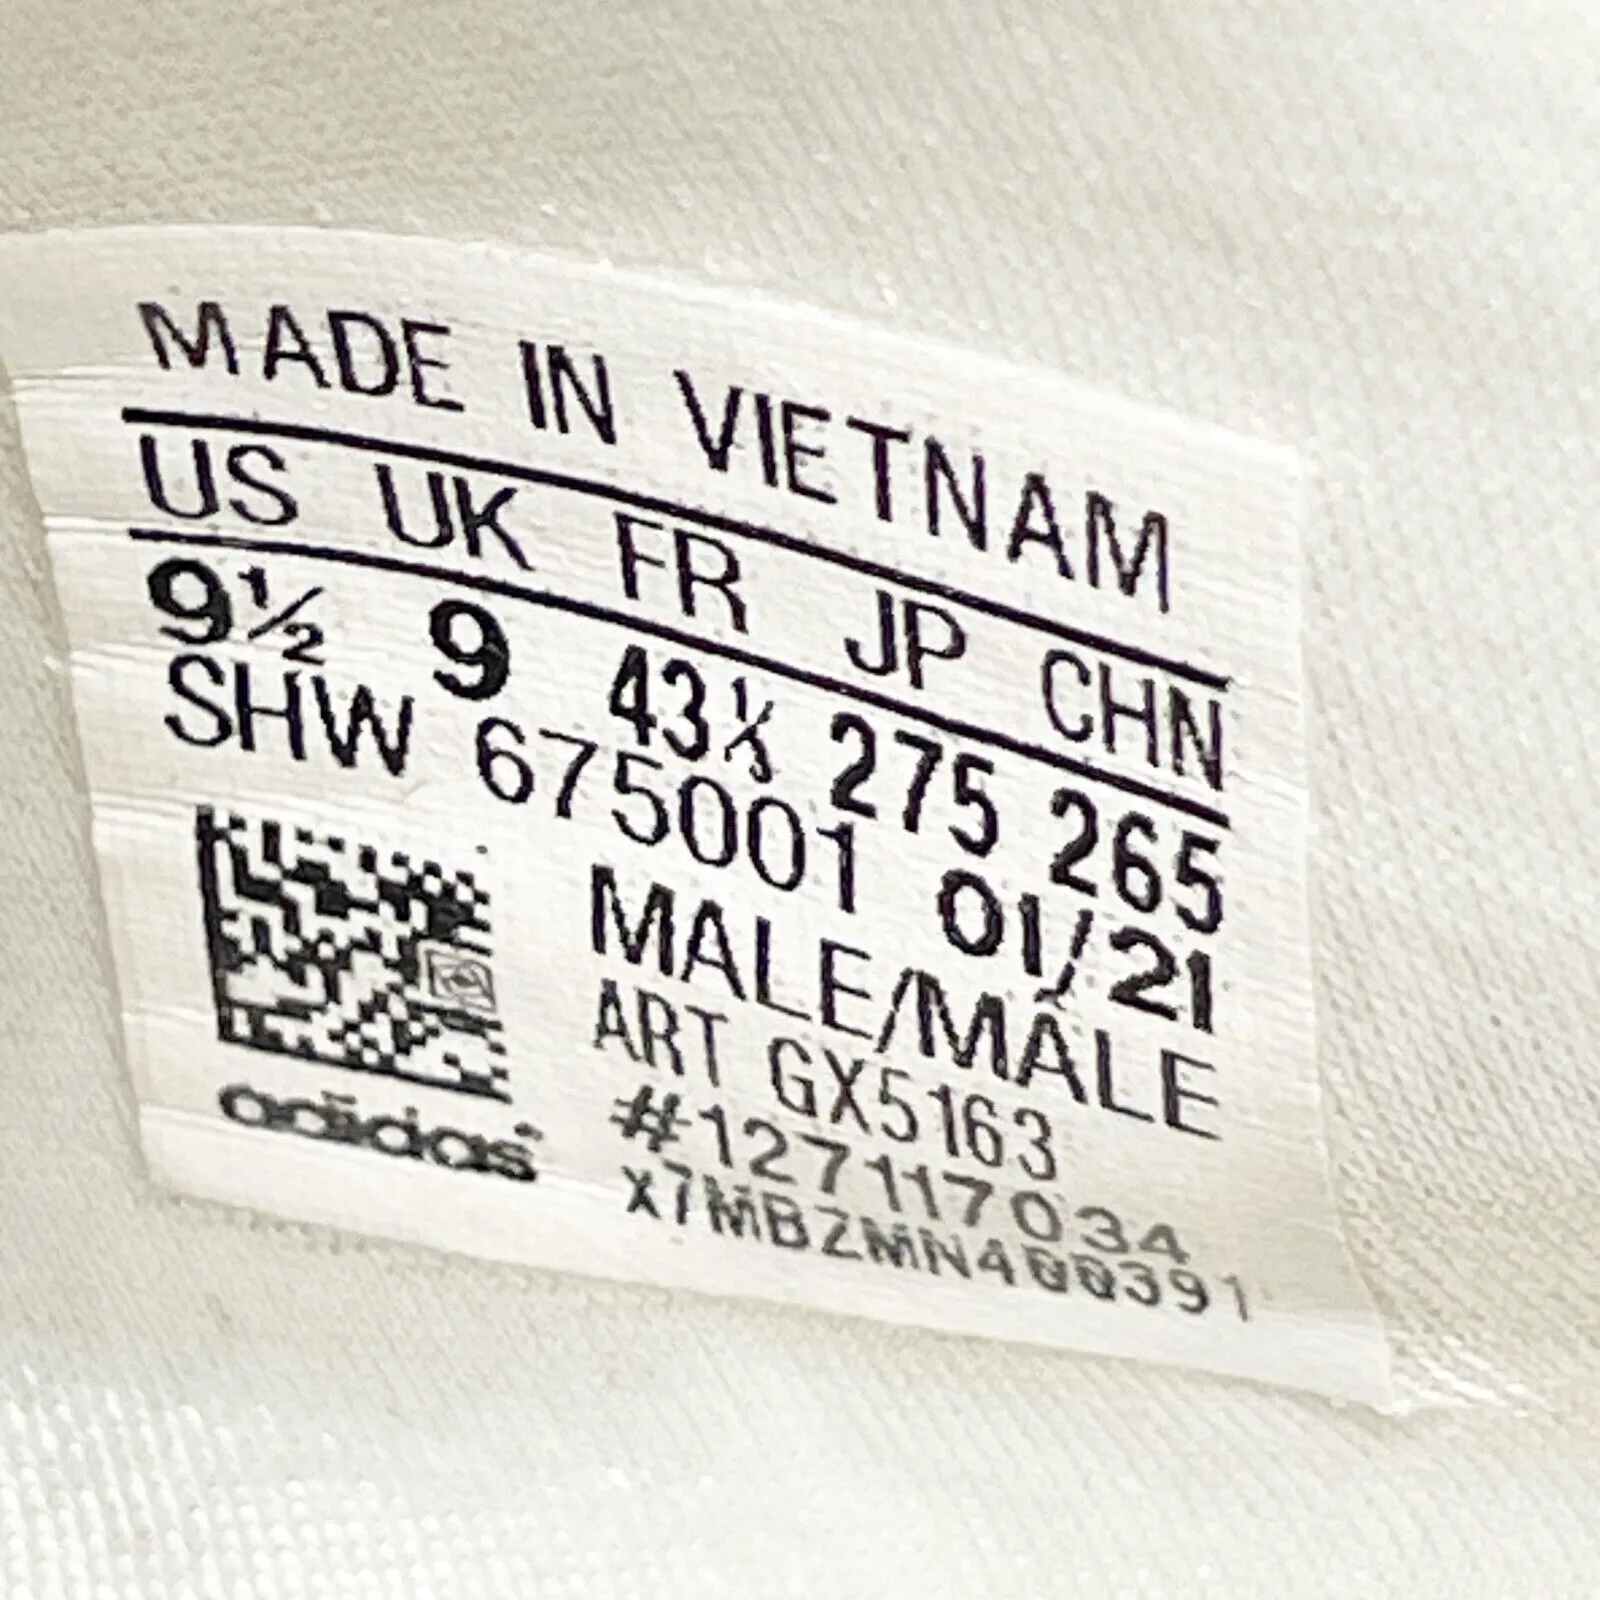 MADE IN VIETNAM
US UK FR JP CHN
9½ 9 43⅓ 275 265
SHW 675001 01/21
MALE/MÂLE
ART GX5163
#127117034
X7MBZMN400391
adidas